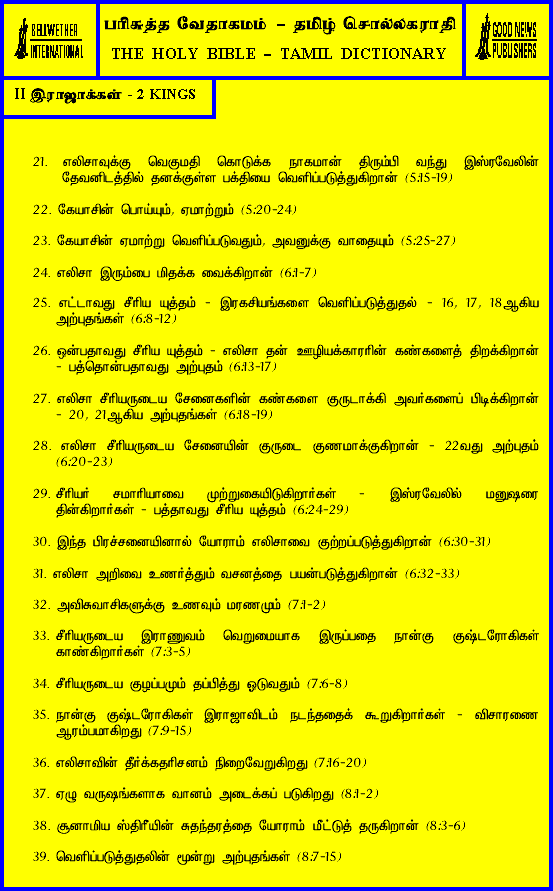 BELLWETHER
INTERNATIONAL
பரிசுத்த வேதாகமம் – தமிழ் சொல்லகராதி
THE HOLY BIBLE – TAMIL DICTIONARY
GOOD NEWS
PUBLISHERS
II இராஜாக்கள் - 2 KINGS
21. எலிசாவுக்கு வெகுமதி கொடுக்க நாகமான் திரும்பி வந்து இஸ்ரவேலின்
தேவனிடத்தில் தனக்குள்ள பக்தியை வெளிப்படுத்துகிறான் (5:15-19)
22. கேயாசின் பொய்யும், ஏமாற்றும் (5:20-24)
23. கேயாசின் ஏமாற்று வெளிப்படுவதும், அவனுக்கு வாதையும் (5:25-27)
24. எலிசா இரும்பை மிதக்க வைக்கிறான் (6:1-7)
25. எட்டாவது சீரிய யுத்தம் - இரகசியங்களை வெளிப்படுத்துதல் - 16, 17, 18ஆகிய
அற்புதங்கள் (6:8-12)
26. ஒன்பதாவது சீரிய யுத்தம் - எலிசா தன் ஊழியக்காரரின் கண்களைத் திறக்கிறான்
- பத்தொன்பதாவது அற்புதம் (6:13-17)
27. எலிசா சீரியருடைய சேனைகளின் கண்களை குருடாக்கி அவர்களைப் பிடிக்கிறான்
- 20, 21ஆகிய அற்புதங்கள் (6:18-19)
28. எலிசா சீரியருடைய சேனையின் குருடை குணமாக்குகிறான் - 22வது அற்புதம்
(6:20-23)
29. சீரியர் சமாரியாவை முற்றுகையிடுகிறார்கள் - இஸ்ரவேலில் மனுஷரை
தின்கிறார்கள் - பத்தாவது சீரிய யுத்தம் (6:24-29)
30. இந்த பிரச்சனையினால் யோராம் எலிசாவை குற்றப்படுத்துகிறான் (6:30-31)
31. எலிசா அறிவை உணர்த்தும் வசனத்தை பயன்படுத்துகிறான் (6:32-33)
32. அவிசுவாசிகளுக்கு உணவும் மரணமும் (7:1-2)
33. சீரியருடைய இராணுவம் வெறுமையாக இருப்பதை நான்கு குஷ்டரோகிகள்
காண்கிறார்கள் (7:3-5)
34. சீரியருடைய குழப்பமும் தப்பித்து ஓடுவதும் (7:6-8)
35. நான்கு குஷ்டரோகிகள் இராஜாவிடம் நடந்ததைக் கூறுகிறார்கள் - விசாரணை
ஆரம்பமாகிறது (7:9-15)
36. எலிசாவின் தீர்க்கதரிசனம் நிறைவேறுகிறது (7:16-20)
37. ஏழு வருஷங்களாக வானம் அடைக்கப் படுகிறது (8:1-2)
38. சூனாமிய ஸ்திரீயின் சுதந்தரத்தை யோராம் மீட்டுத் தருகிறான் (8:3-6)
39. வெளிப்படுத்துதலின் மூன்று அற்புதங்கள் (8:7-15)